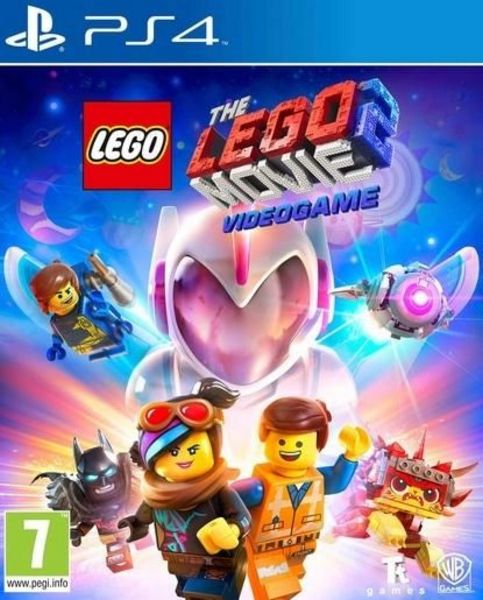 PS4
LEGO
THE
LEGO
MOVIE 2
VIDEOGAME
7
www.pegi.info
TT
games
WB
GAMES